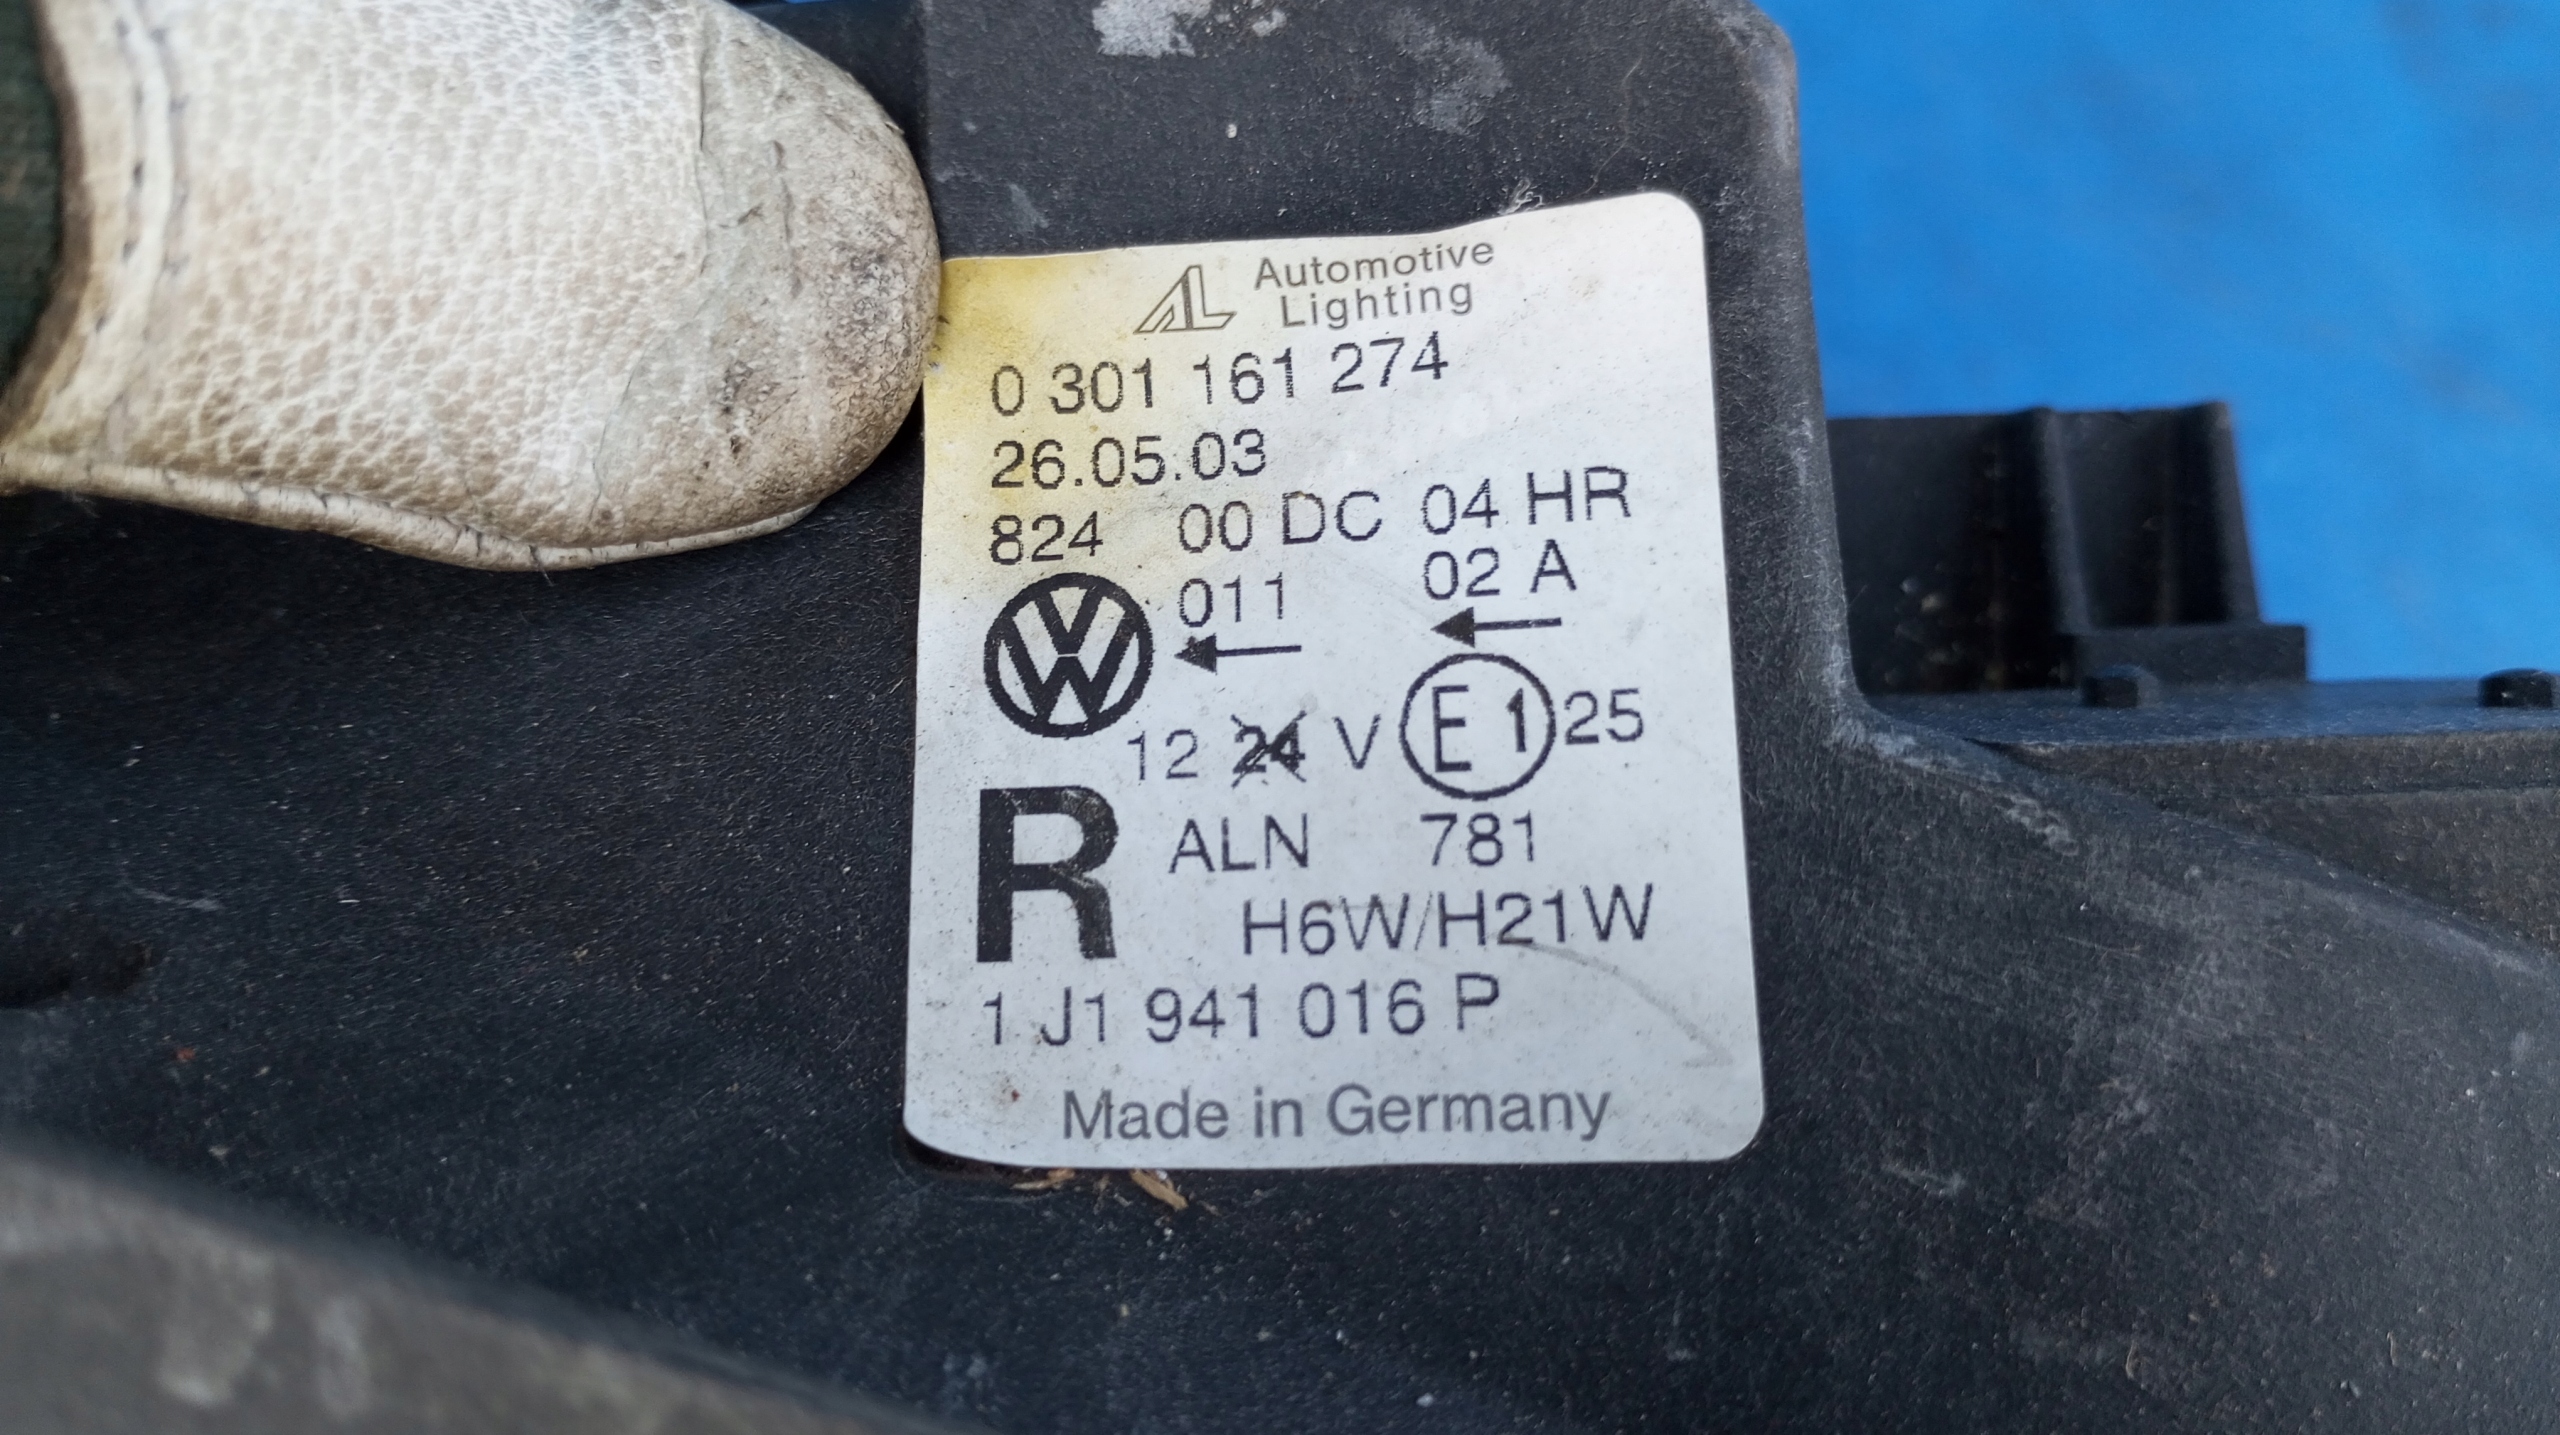 AL Automotive
Lighting
0 301 161 274
26.05.03
824 00 DC 04 HR
011 02 A
12 24 V E1 25
R ALN 781
H6W/H21W
1 J1 941 016 P
Made in Germany